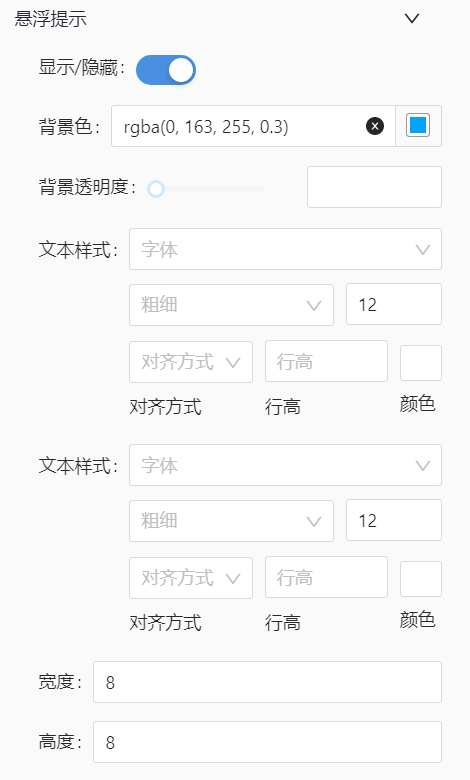 悬浮提示
显示/隐藏:
背景色: rgba(0, 163, 255, 0.3)
背景透明度:
文本样式: 字体
粗细 12
对齐方式 行高
对齐方式 行高 颜色
文本样式: 字体
粗细 12
对齐方式 行高
对齐方式 行高 颜色
宽度: 8
高度: 8